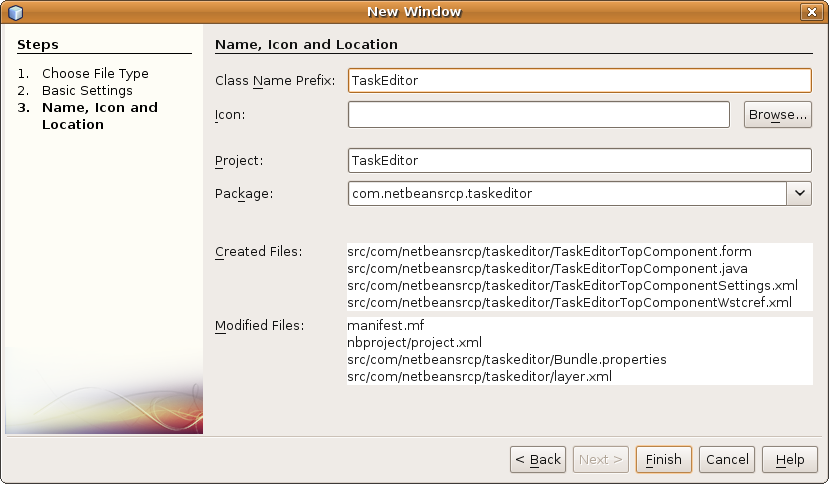 New Window
Steps
1. Choose File Type
2. Basic Settings
3. Name, Icon and
Location
Name, Icon and Location
Class Name Prefix: TaskEditor
Icon: Browse...
Project: TaskEditor
Package: com.netbeansrcp.taskeditor
Created Files: src/com/netbeansrcp/taskeditor/TaskEditorTopComponent.form
src/com/netbeansrcp/taskeditor/TaskEditorTopComponent.java
src/com/netbeansrcp/taskeditor/TaskEditorTopComponentSettings.xml
src/com/netbeansrcp/taskeditor/TaskEditorTopComponentWstcref.xml
Modified Files: manifest.mf
nbproject/project.xml
src/com/netbeansrcp/taskeditor/Bundle.properties
src/com/netbeansrcp/taskeditor/layer.xml
< Back Next > Finish Cancel Help